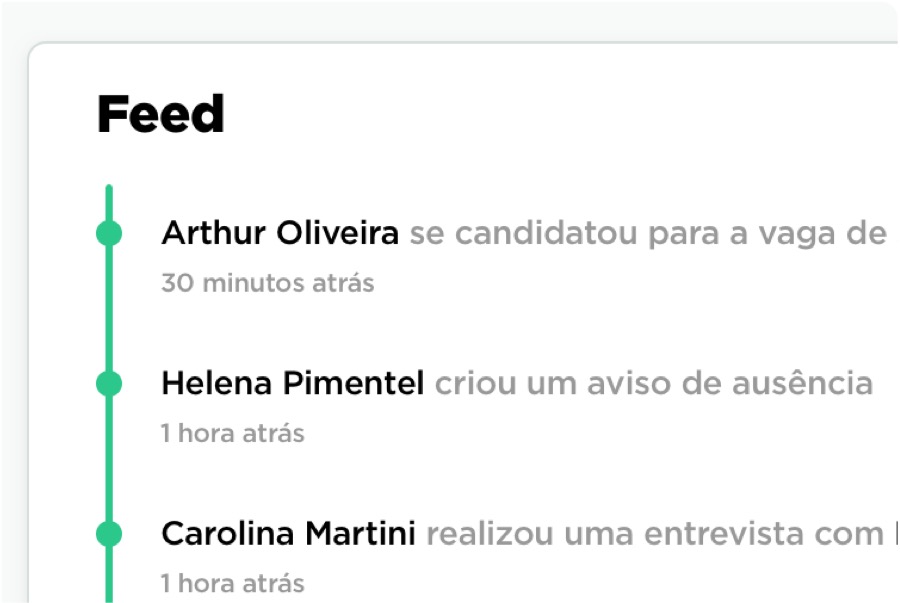 Feed
Arthur Oliveira se candidatou para a vaga de
30 minutos atrás
Helena Pimentel criou um aviso de ausência
1 hora atrás
Carolina Martini realizou uma entrevista com
1 hora atrás